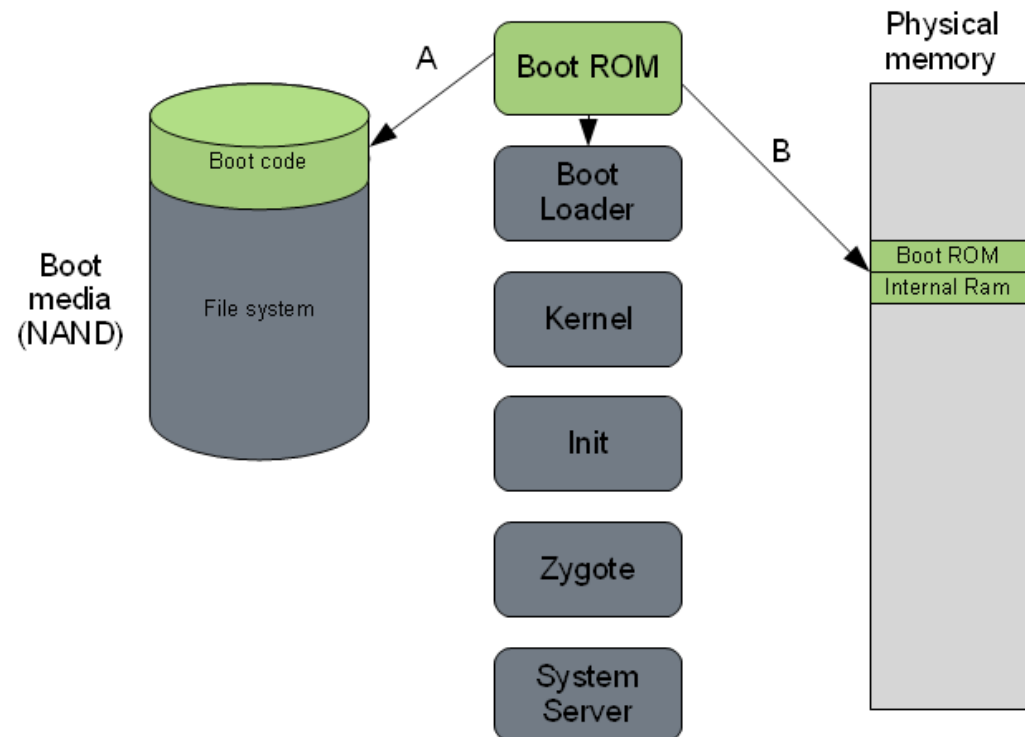 Physical
memory
A
Boot ROM
Boot code
Boot
Loader
B
Boot ROM
Internal Ram
Boot
media
(NAND)
File system
Kernel
Init
Zygote
System
Server